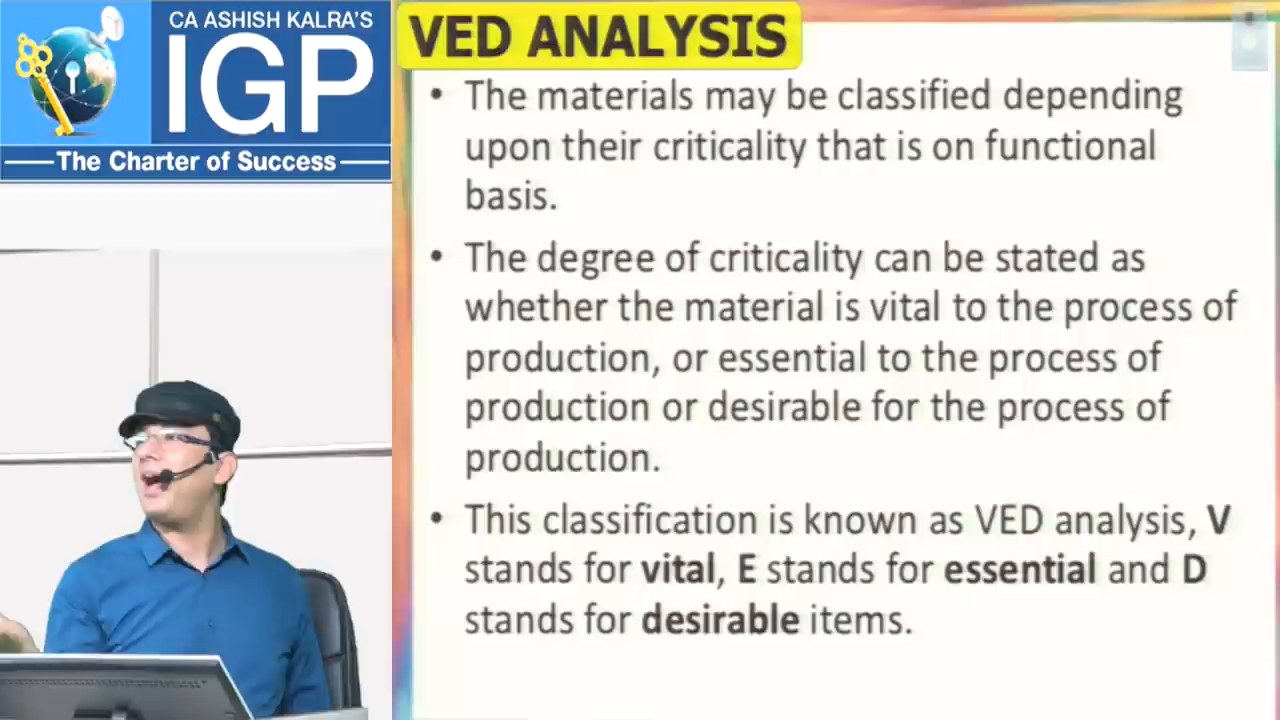 CA ASHISH KALRA'S
IGP
The Charter of Success
VED ANALYSIS
• The materials may be classified depending
upon their criticality that is on functional
basis.
• The degree of criticality can be stated as
whether the material is vital to the process of
production, or essential to the process of
production or desirable for the process of
production.
• This classification is known as VED analysis, V
stands for vital, E stands for essential and D
stands for desirable items.